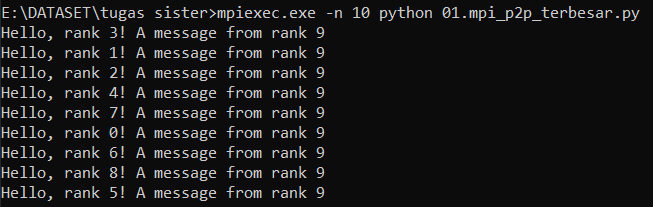 E:\DATASET\tugas sister>mpiexec.exe -n 10 python 01.mpi_p2p_terbesar.py
Hello, rank 3! A message from rank 9
Hello, rank 1! A message from rank 9
Hello, rank 2! A message from rank 9
Hello, rank 4! A message from rank 9
Hello, rank 7! A message from rank 9
Hello, rank 0! A message from rank 9
Hello, rank 6! A message from rank 9
Hello, rank 8! A message from rank 9
Hello, rank 5! A message from rank 9